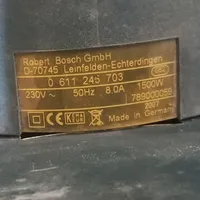 Robert Bosch GmbH
D-70745 Leinfelden-Echterdingen
0 611 245 703
230V~ 50Hz 8.0A 1500W
2007
Made in Germany